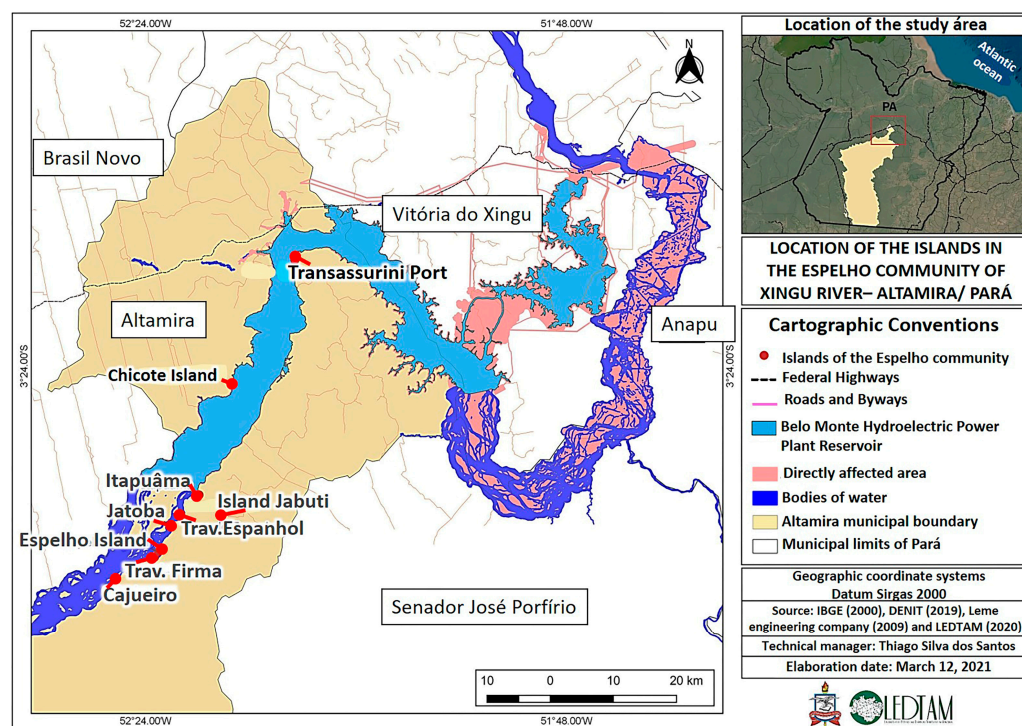 52°24.00'W
51°48.00'W
N
Brasil Novo
Vitória do Xingu
Transassurini Port
Altamira
Anapu
3°24.00'S
3°24.00'S
Chicote Island
Itapuâma
Island Jabuti
Jatoba
Trav.Espanhol
Espelho Island
Trav. Firma
Cajueiro
Senador José Porfírio
10 0 10 20 km
52°24.00'W
51°48.00'W
Location of the study área
Atlantic
ocean
PA
LOCATION OF THE ISLANDS IN
THE ESPELHO COMMUNITY OF
XINGU RIVER– ALTAMIRA/ PARÁ
Cartographic Conventions
Islands of the Espelho community
Federal Highways
Roads and Byways
Belo Monte Hydroelectric Power
Plant Reservoir
Directly affected area
Bodies of water
Altamira municipal boundary
Municipal limits of Pará
Geographic coordinate systems
Datum Sirgas 2000
Source: IBGE (2000), DENIT (2019), Leme
engineering company (2009) and LEDTAM (2020)
Technical manager: Thiago Silva dos Santos
Elaboration date: March 12, 2021
LEDTAM